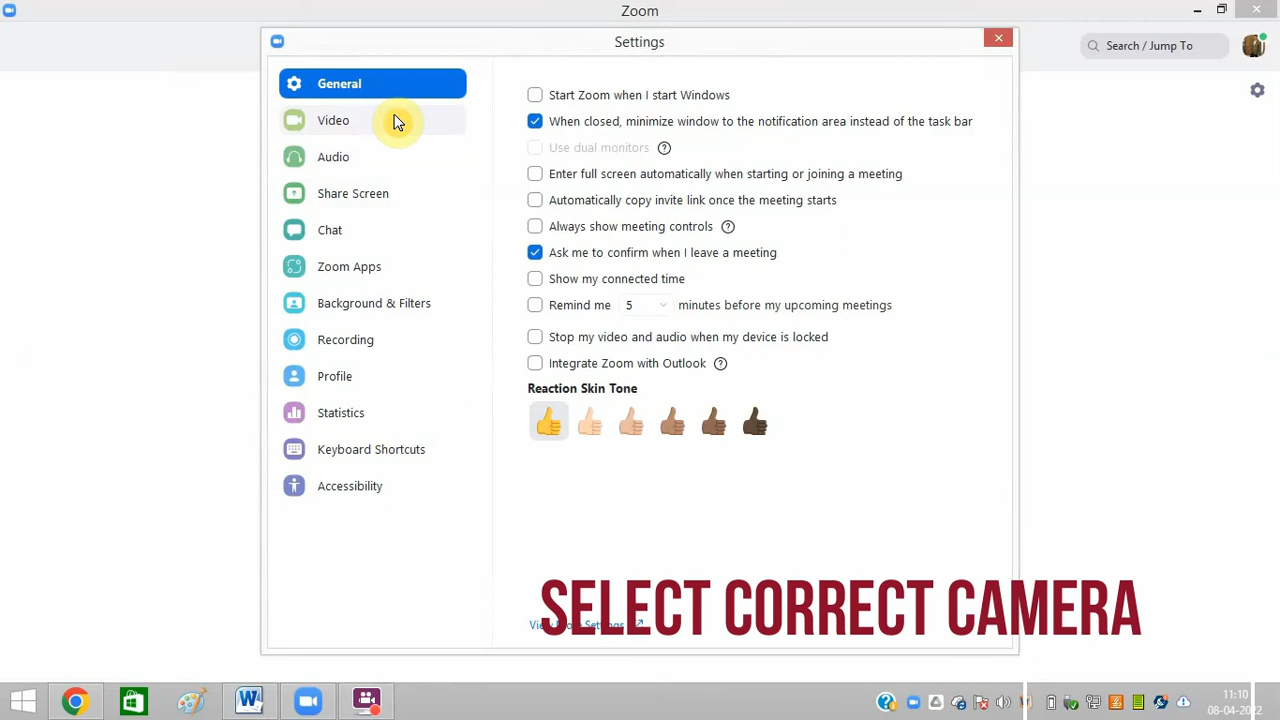 Zoom
Settings
Search / Jump To
General
Video
Audio
Share Screen
Chat
Zoom Apps
Background & Filters
Recording
Profile
Statistics
Keyboard Shortcuts
Accessibility
Start Zoom when I start Windows
When closed, minimize window to the notification area instead of the task bar
Use dual monitors ?
Enter full screen automatically when starting or joining a meeting
Automatically copy invite link once the meeting starts
Always show meeting controls ?
Ask me to confirm when I leave a meeting
Show my connected time
Remind me 5 minutes before my upcoming meetings
Stop my video and audio when my device is locked
Integrate Zoom with Outlook ?
Reaction Skin Tone
SELECT CORRECT CAMERA
11:10
08-04-2022